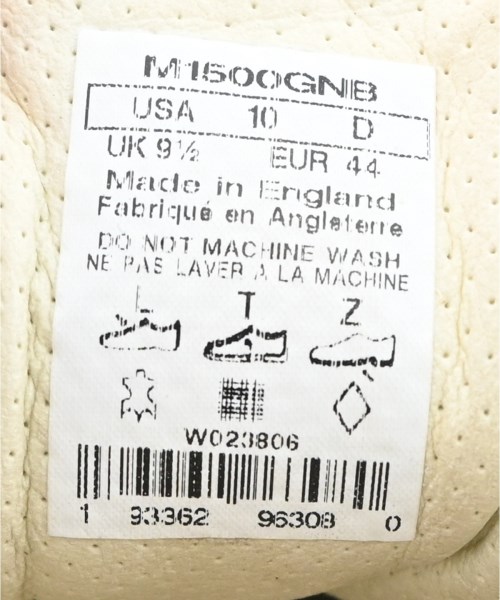 M1500GNB
USA 10 D
UK 9½ EUR 44
Made in England
Fabriqué en Angleterre
DO NOT MACHINE WASH
NE PAS LAVER A LA MACHINE
L T Z
W023806
1 93362 96308 0